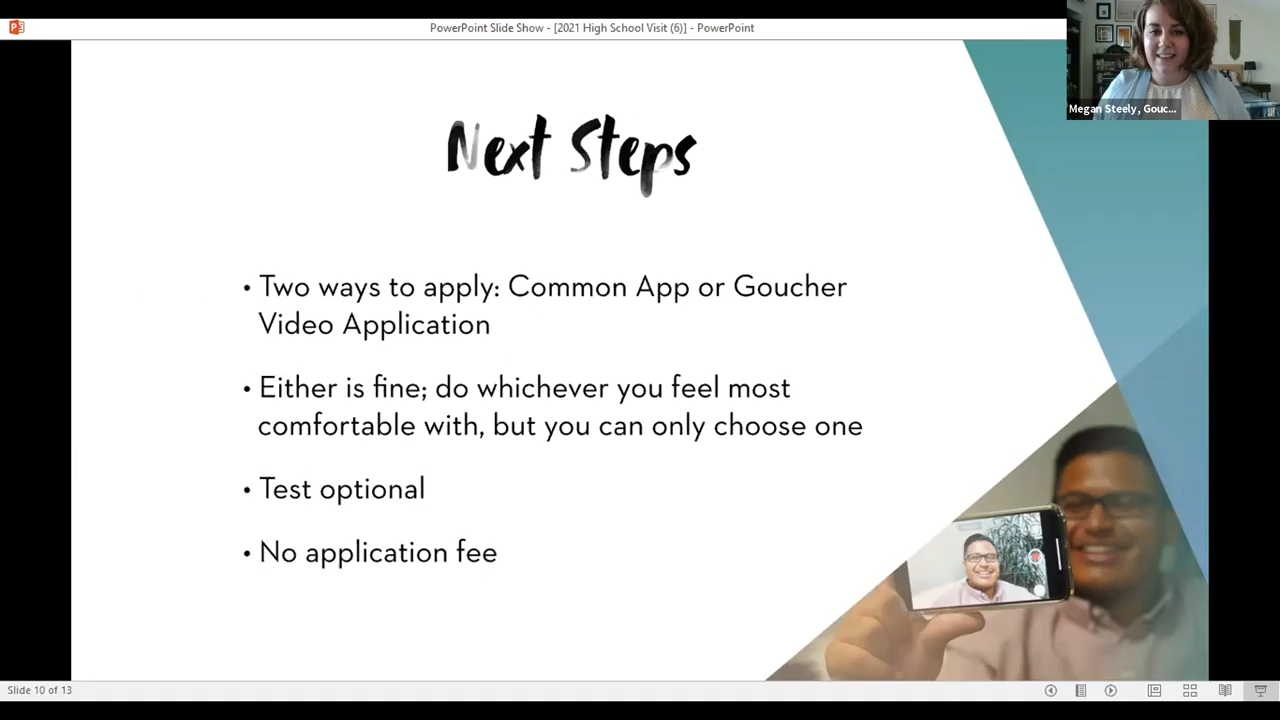 PowerPoint Slide Show - [2021 High School Visit (6)] - PowerPoint
Megan Steely, Gouc...
Next Steps
• Two ways to apply: Common App or Goucher
Video Application
• Either is fine; do whichever you feel most
comfortable with, but you can only choose one
• Test optional
• No application fee
Slide 10 of 13